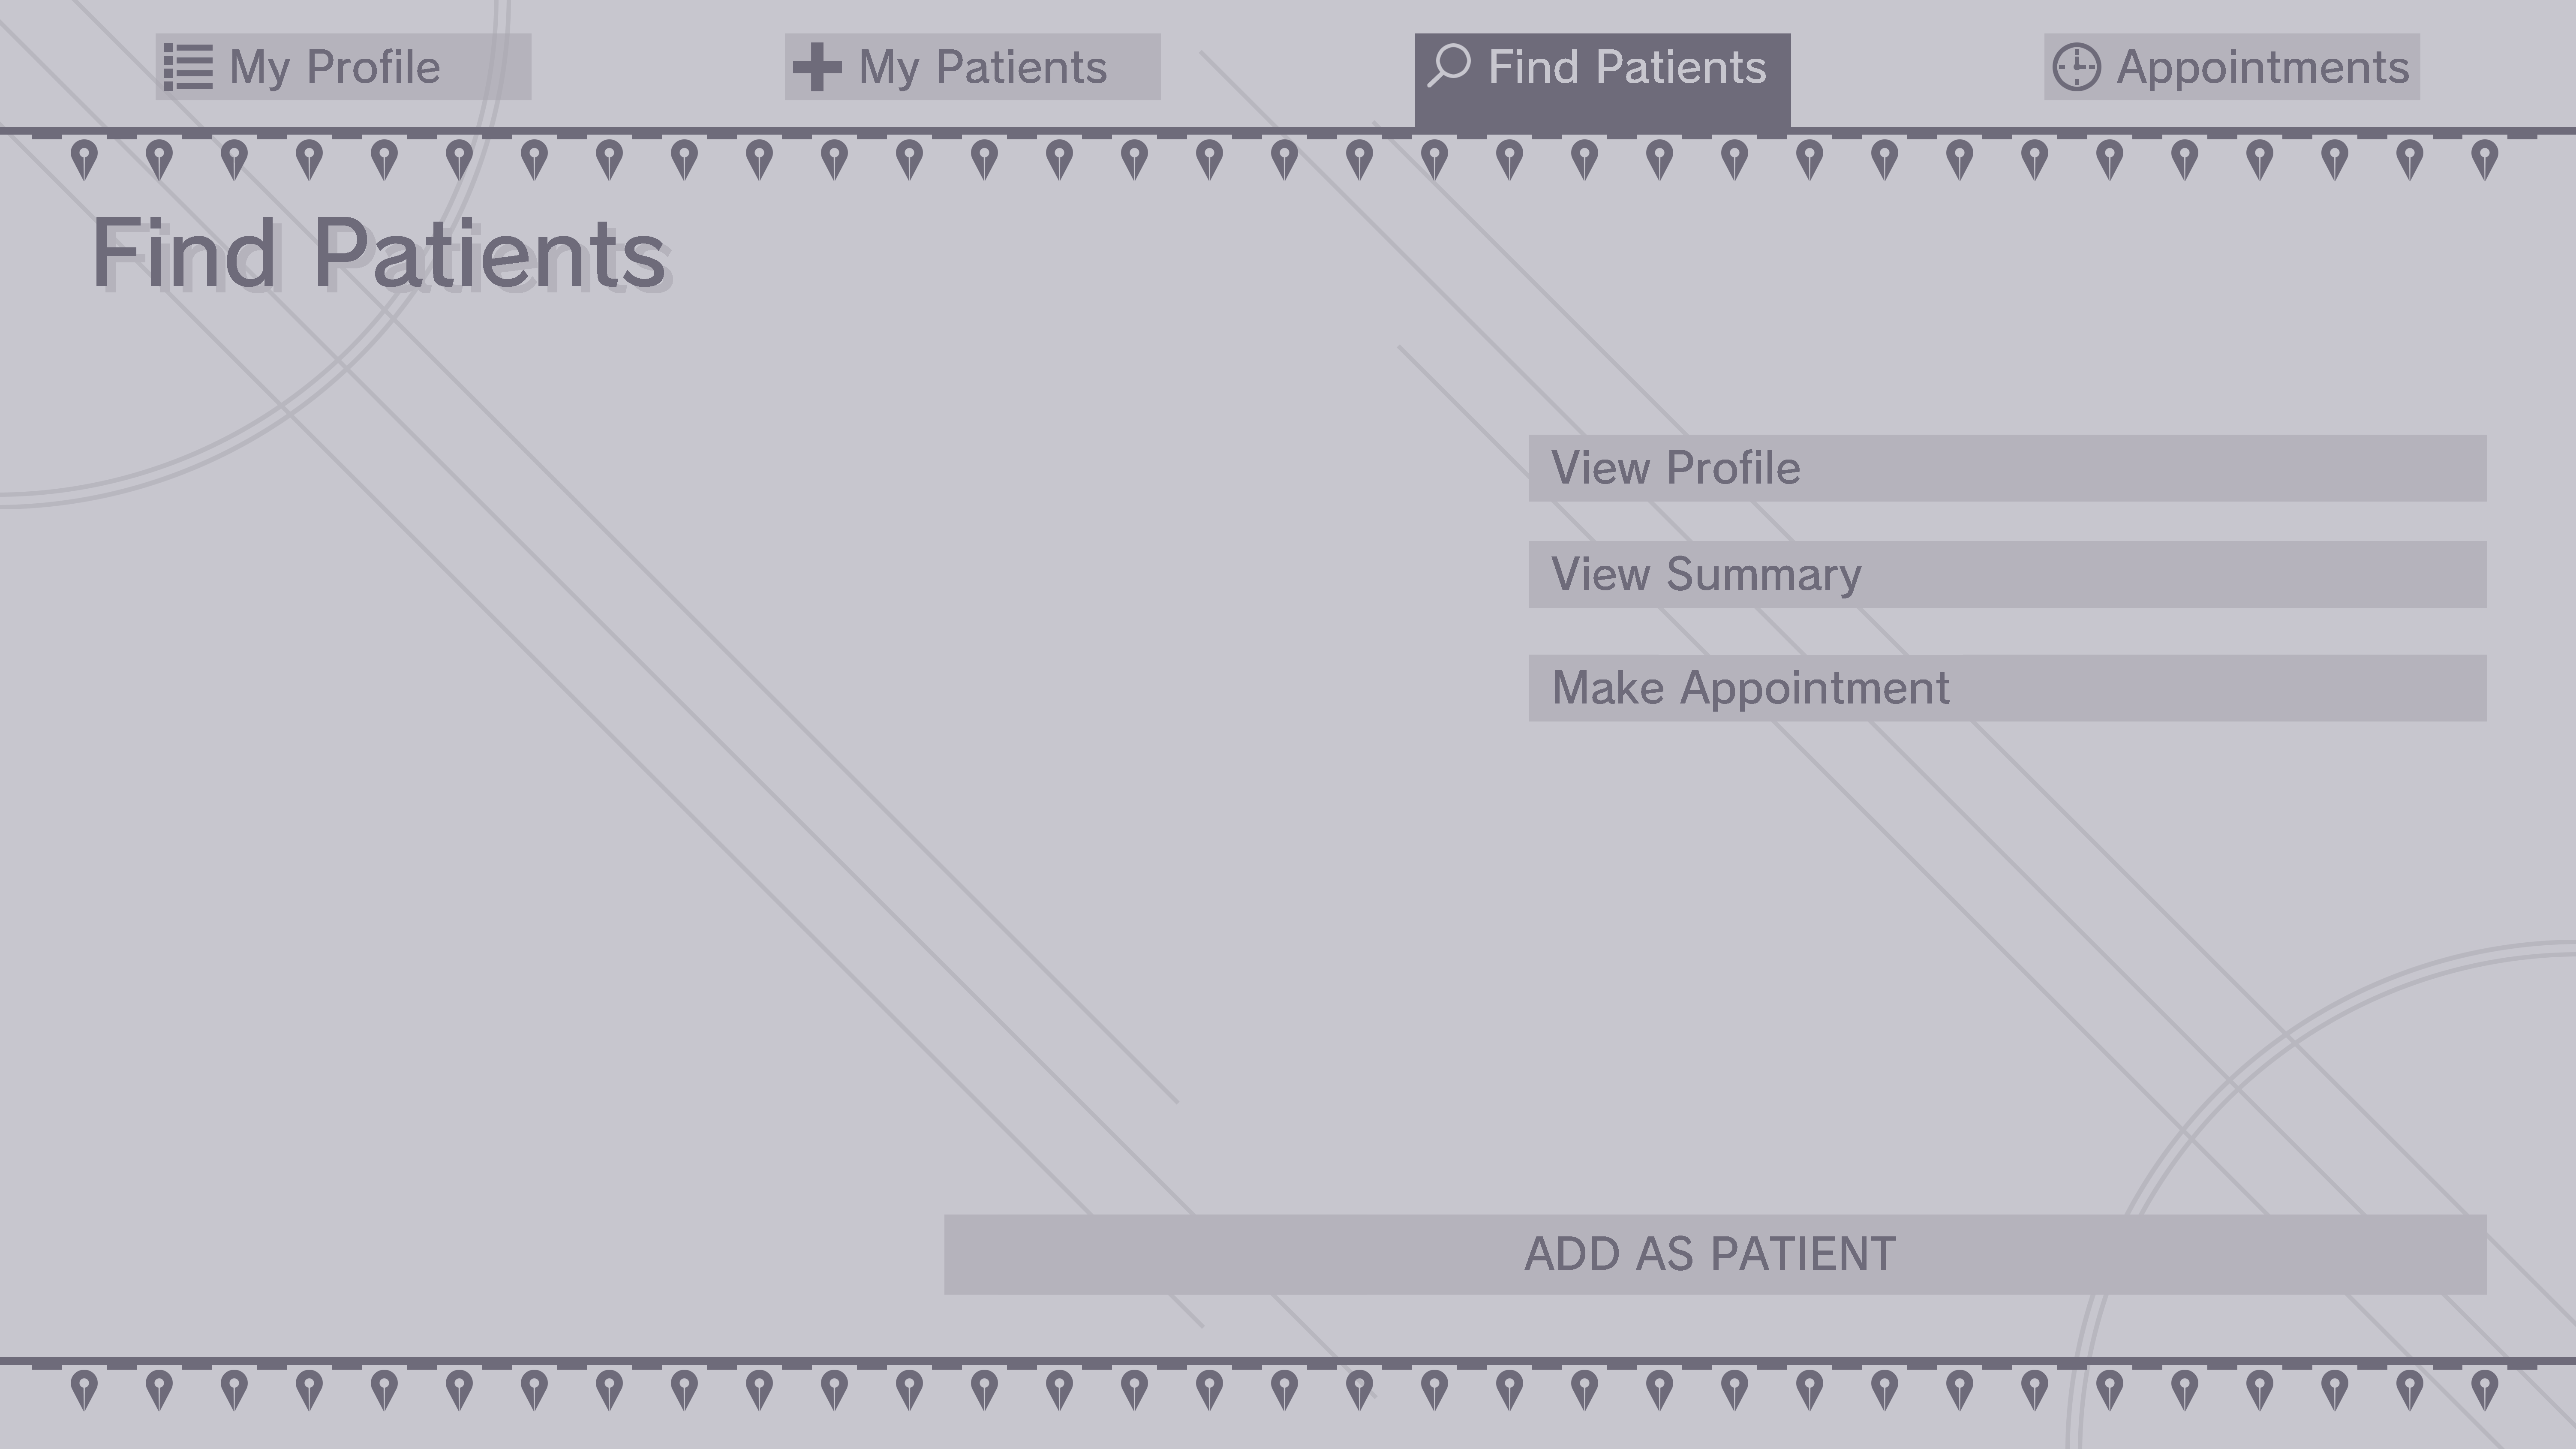 My Profile
My Patients
Find Patients
Appointments
Find Patients
View Profile
View Summary
Make Appointment
ADD AS PATIENT